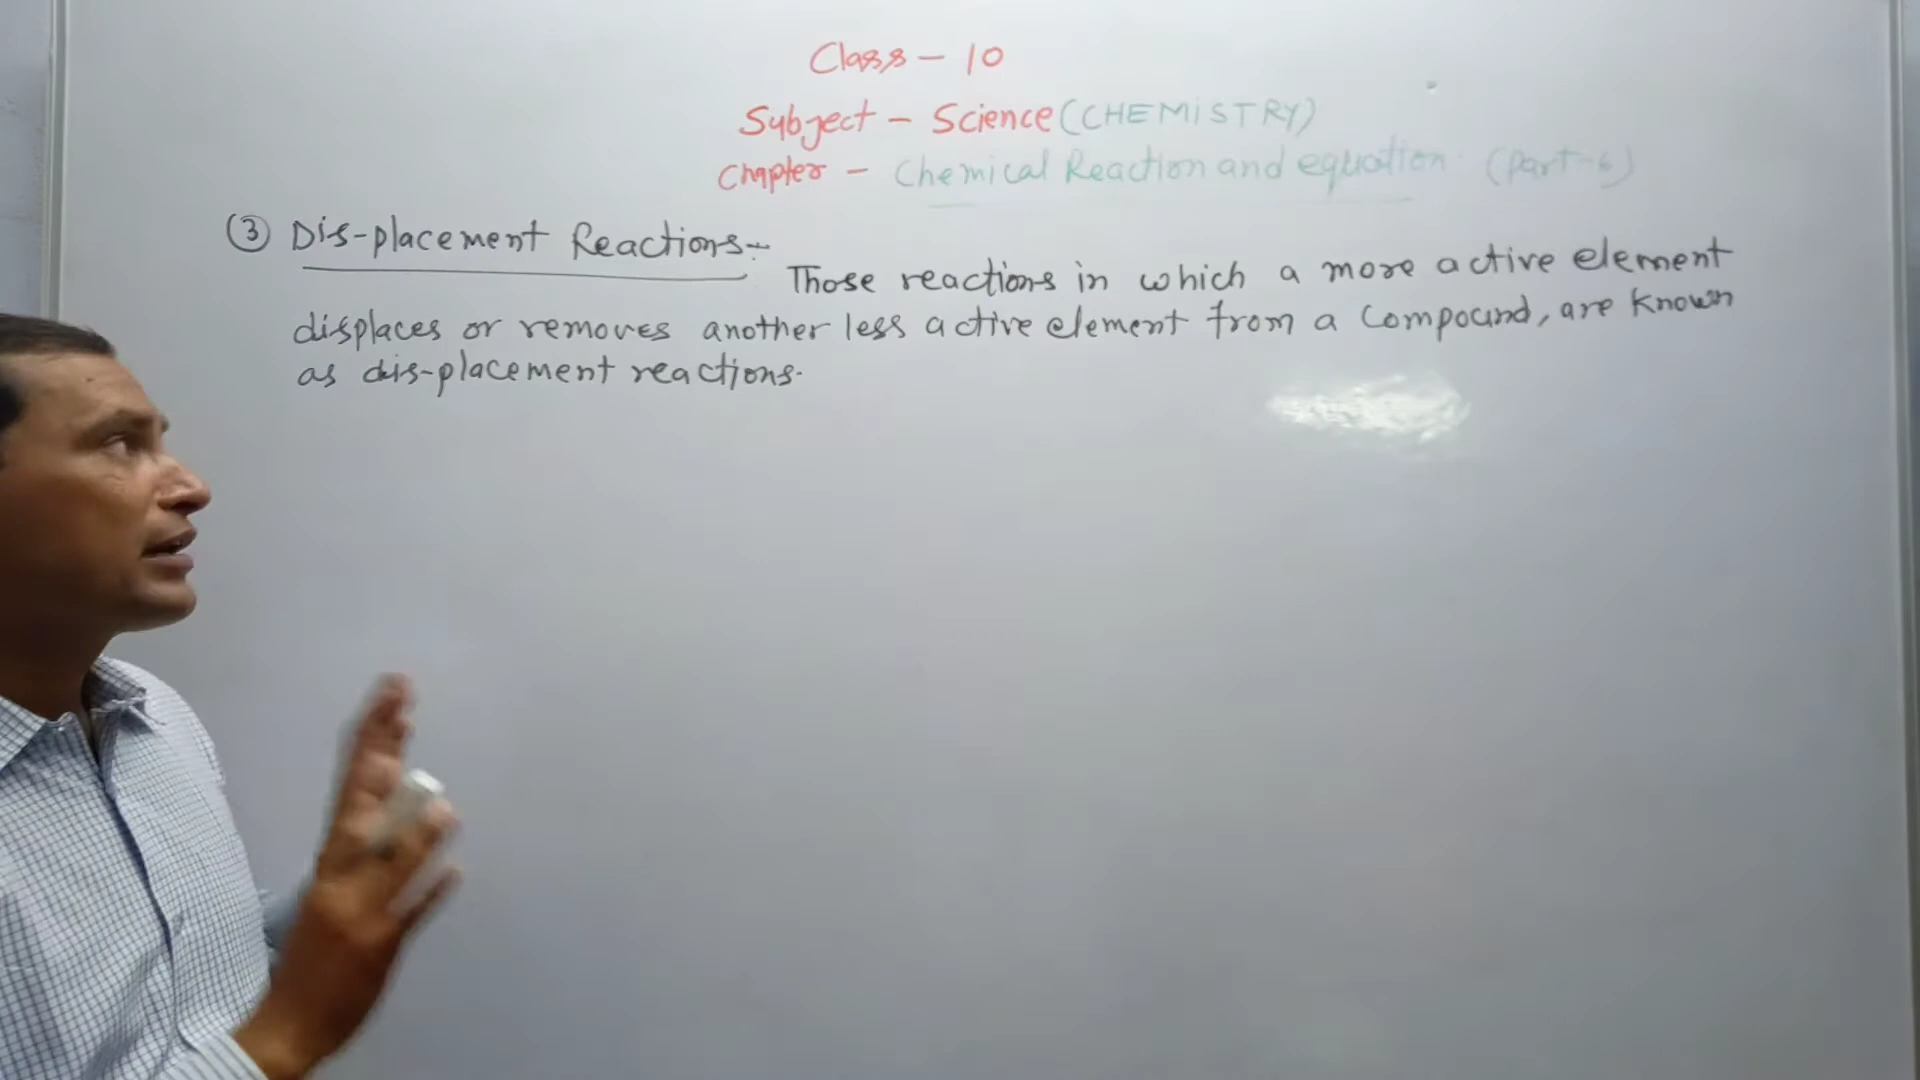 Class - 10
Subject - Science (CHEMISTRY)
Chapter - Chemical Reaction and equation (Part-6)
③ Dis-placement Reactions:-
Those reactions in which a more active element
displaces or removes another less active element from a compound, are known
as dis-placement reactions.